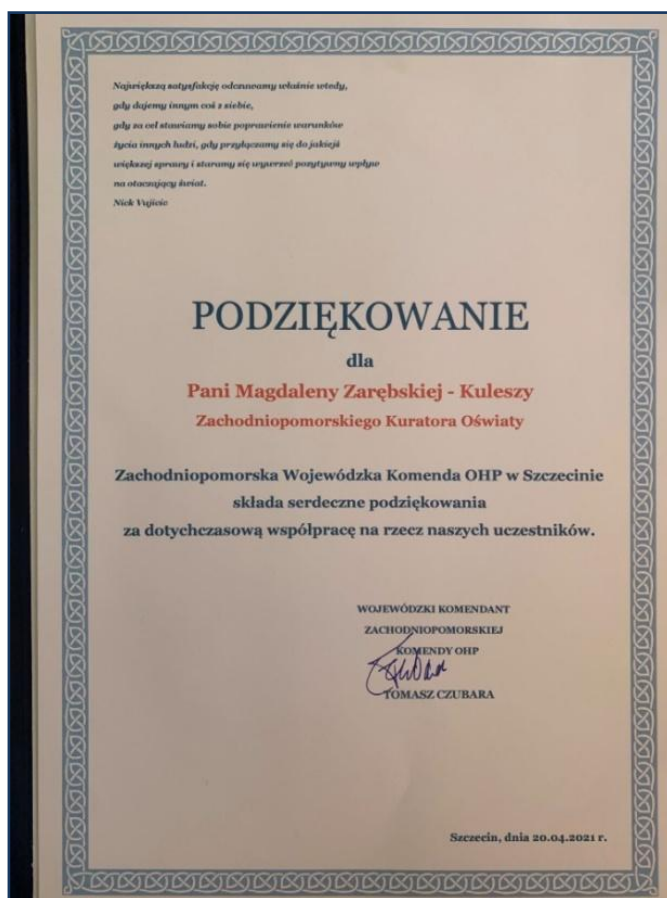 Największą satysfakcję odczuwamy właśnie wtedy,
gdy dajemy innym coś z siebie,
gdy za cel stawiamy sobie poprawienie warunków
życia innych ludzi, gdy przyłączamy się do jakiejś
większej sprawy i staramy się wywrzeć pozytywny wpływ
na otaczający świat.
Nick Vujicic
PODZIĘKOWANIE
dla
Pani Magdaleny Zarębskiej - Kuleszy
Zachodniopomorskiego Kuratora Oświaty
Zachodniopomorska Wojewódzka Komenda OHP w Szczecinie
składa serdeczne podziękowania
za dotychczasową współpracę na rzecz naszych uczestników.
WOJEWÓDZKI KOMENDANT
ZACHODNIOPOMORSKIEJ
KOMENDY OHP
TOMASZ CZUBARA
Szczecin, dnia 20.04.2021 r.